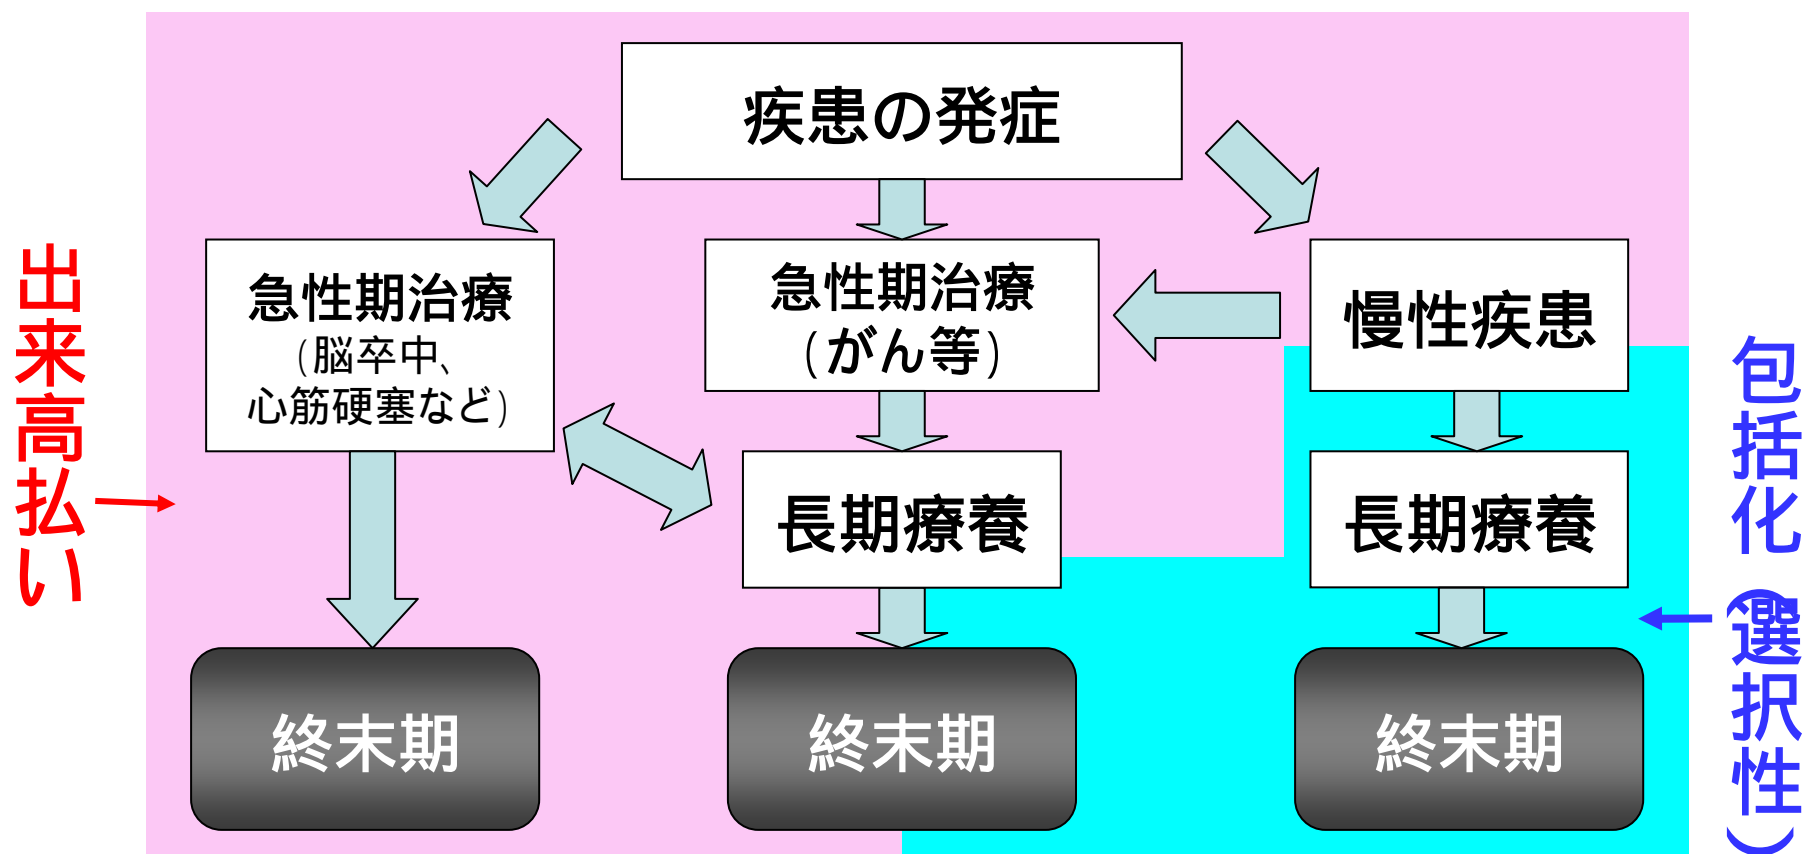 疾患の発症
急性期治療
(脳卒中、
心筋硬塞など)
急性期治療
(がん等)
慢性疾患
長期療養
長期療養
終末期
終末期
終末期
出来高払い
包括化(選択性)